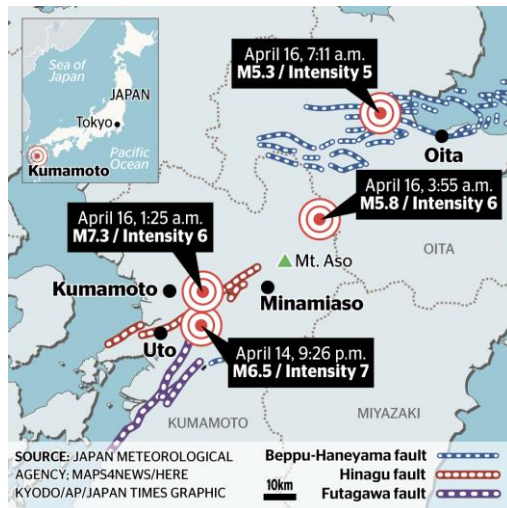 Sea of
Japan
JAPAN
Tokyo
Pacific
Ocean
Kumamoto
April 16, 7:11 a.m.
M5.3 / Intensity 5
Oita
April 16, 3:55 a.m.
M5.8 / Intensity 6
April 16, 1:25 a.m.
M7.3 / Intensity 6
OITA
Mt. Aso
Kumamoto
Minamiaso
Uto
April 14, 9:26 p.m.
M6.5 / Intensity 7
KUMAMOTO
MIYAZAKI
SOURCE: JAPAN METEOROLOGICAL
AGENCY; MAPS4NEWS/HERE
KYODO/AP/JAPAN TIMES GRAPHIC
10km
Beppu-Haneyama fault
Hinagu fault
Futagawa fault